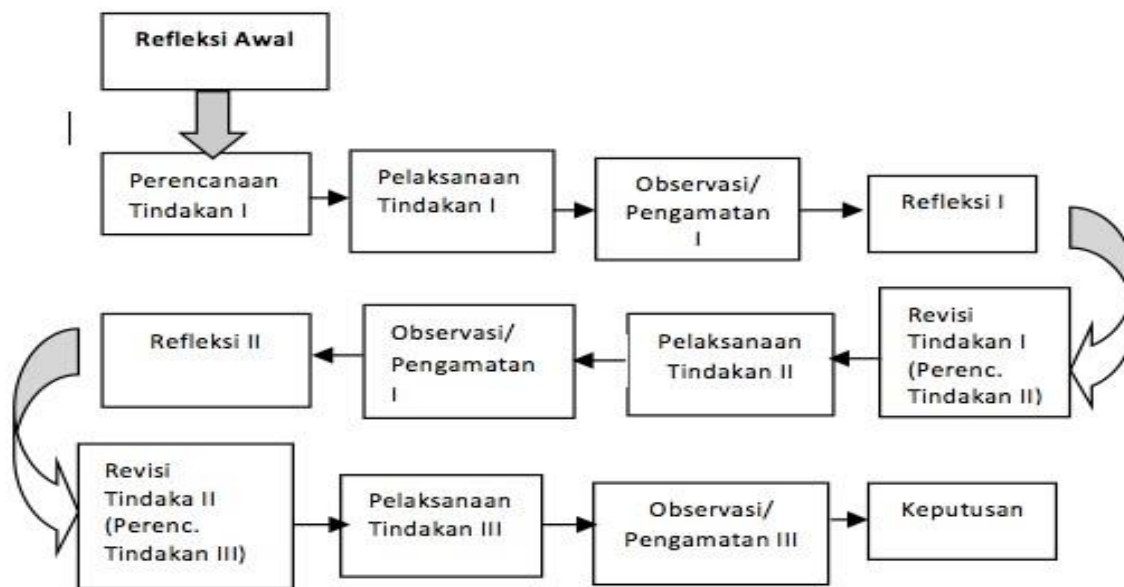 Refleksi Awal
Perencanaan
Tindakan I
Pelaksanaan
Tindakan I
Observasi/
Pengamatan
I
Refleksi I
Revisi
Tindakan I
(Perenc.
Tindakan II)
Pelaksanaan
Tindakan II
Observasi/
Pengamatan
I
Refleksi II
Revisi
Tindaka II
(Perenc.
Tindakan III)
Pelaksanaan
Tindakan III
Observasi/
Pengamatan III
Keputusan